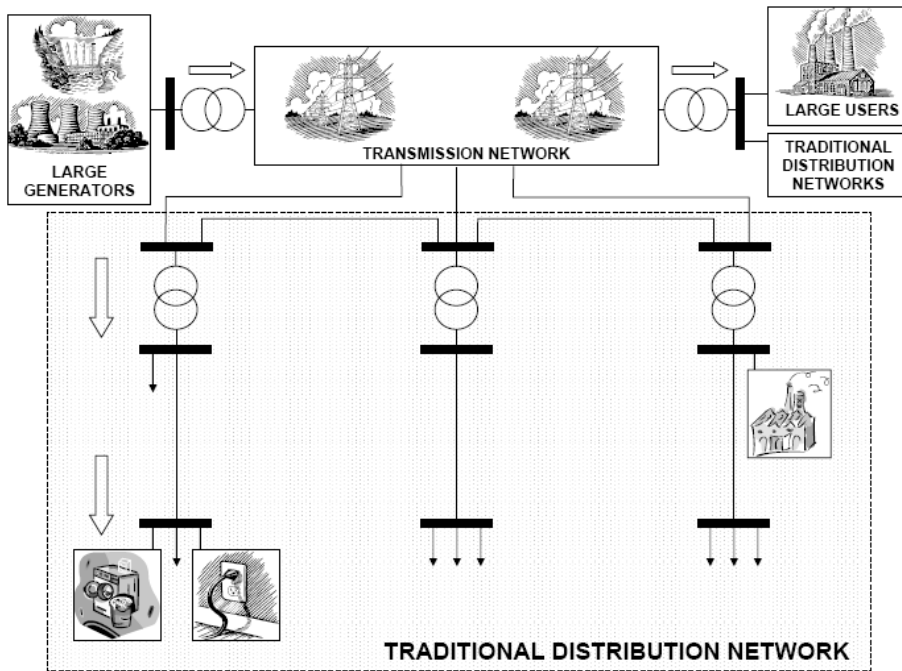 LARGE
GENERATORS
TRANSMISSION NETWORK
LARGE USERS
TRADITIONAL
DISTRIBUTION
NETWORKS
TRADITIONAL DISTRIBUTION NETWORK